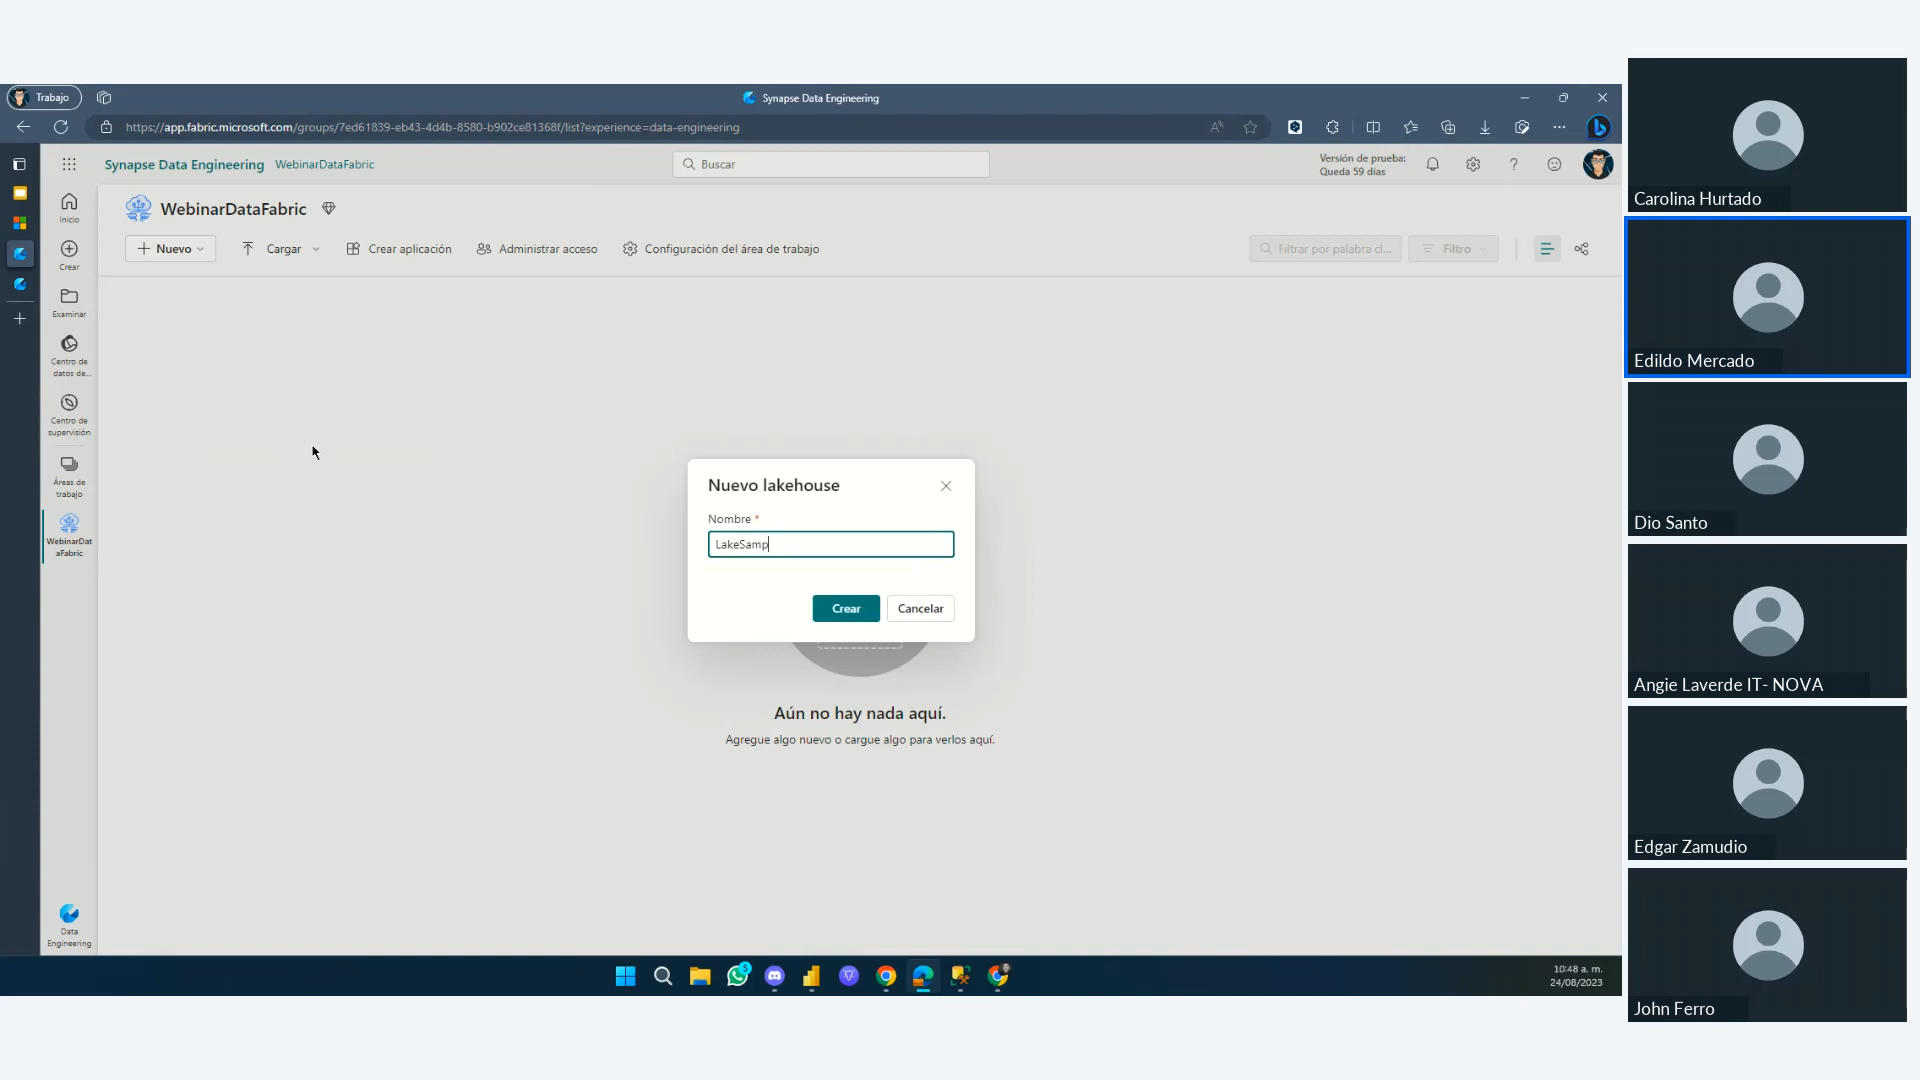 Trabajo
Synapse Data Engineering
https://app.fabric.microsoft.com/groups/7ed61839-eb43-4d4b-8580-b902ce81368f/list?experience=data-engineering
Synapse Data Engineering WebinarDataFabric
Buscar
Versión de prueba:
Queda 59 días
WebinarDataFabric
Nuevo
Cargar
Crear aplicación
Administrar acceso
Configuración del área de trabajo
Filtrar por palabra cl...
Filtro
Inicio
Crear
Examinar
Centro de
datos de...
Centro de
supervisión
Áreas de
trabajo
WebinarDat
aFabric
Data
Engineering
Nuevo lakehouse
Nombre *
LakeSamp
Crear
Cancelar
Aún no hay nada aquí.
Agregue algo nuevo o cargue algo para verlos aquí.
5
10:48 a. m.
24/08/2023
Carolina Hurtado
Edildo Mercado
Dio Santo
Angie Laverde IT- NOVA
Edgar Zamudio
John Ferro